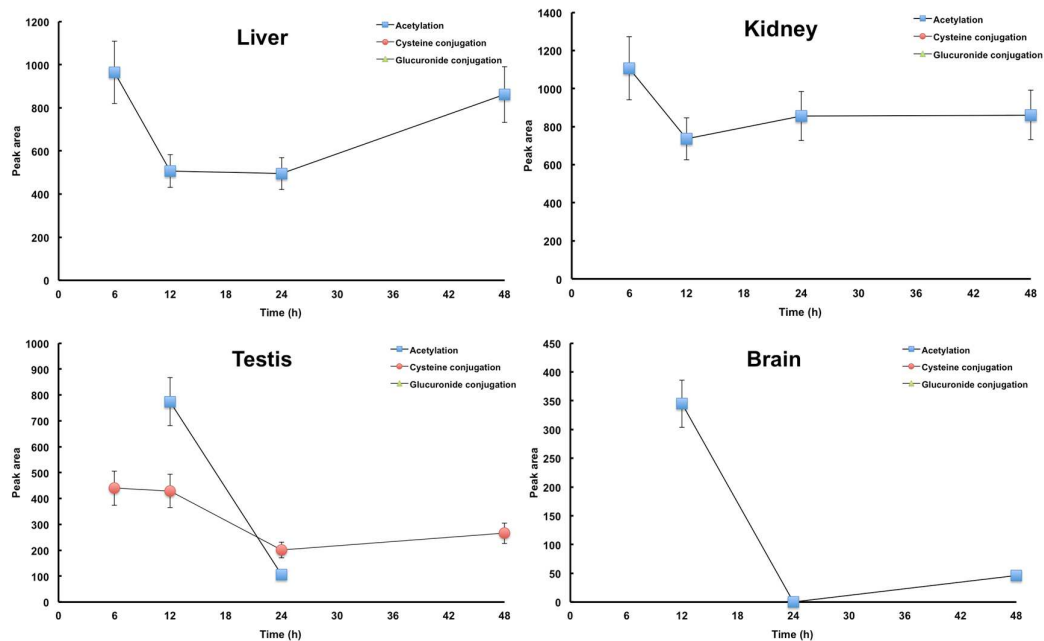 Liver
Acetylation
Cysteine conjugation
Glucuronide conjugation
Peak area
1200
1000
800
600
400
200
0
0 6 12 18 24 30 36 42 48
Time (h)
Kidney
Acetylation
Cysteine conjugation
Glucuronide conjugation
Peak area
1400
1200
1000
800
600
400
200
0
0 6 12 18 24 30 36 42 48
Time (h)
Testis
Acetylation
Cysteine conjugation
Glucuronide conjugation
Peak area
1000
900
800
700
600
500
400
300
200
100
0
0 6 12 18 24 30 36 42 48
Time (h)
Brain
Acetylation
Cysteine conjugation
Glucuronide conjugation
Peak area
450
400
350
300
250
200
150
100
50
0
0 6 12 18 24 30 36 42 48
Time (h)